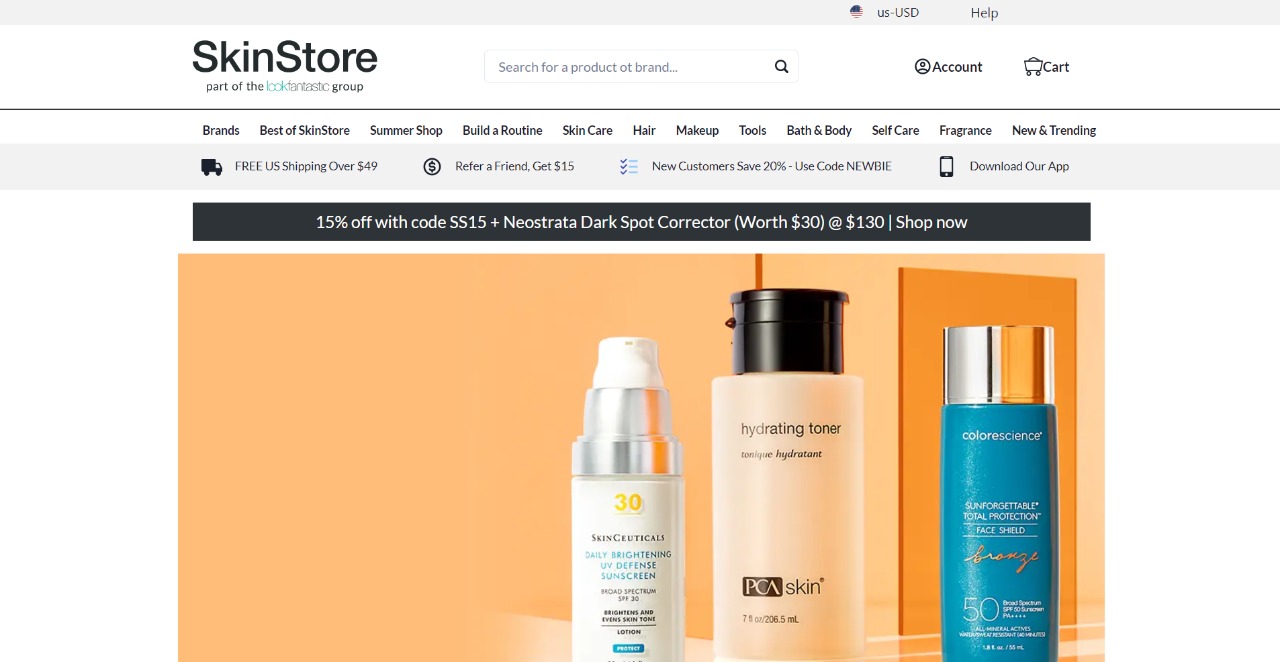 us-USD Help
SkinStore
part of the lookfantastic group
Search for a product ot brand...
Account
Cart
Brands Best of SkinStore Summer Shop Build a Routine Skin Care Hair Makeup Tools Bath & Body Self Care Fragrance New & Trending
FREE US Shipping Over $49 Refer a Friend, Get $15 New Customers Save 20% - Use Code NEWBIE Download Our App
15% off with code SS15 + Neostrata Dark Spot Corrector (Worth $30) @ $130 | Shop now
30
SKINCEUTICALS
DAILY BRIGHTENING
UV DEFENSE
SUNSCREEN
BROAD SPECTRUM
SPF 30
BRIGHTENS AND
EVENS SKIN TONE
LOTION
PROTECT
hydrating toner
tonique hydratant
PCA skin®
7 fl oz/206.5 mL
colorescience®
SUNFORGETTABLE®
TOTAL PROTECTION™
FACE SHIELD
bronze
50 Broad Spectrum
SPF 50 Sunscreen
PA++++
ALL-MINERAL ACTIVES
WATER/SWEAT RESISTANT (40 MINUTES)
1.8 fl. oz. / 55 mL